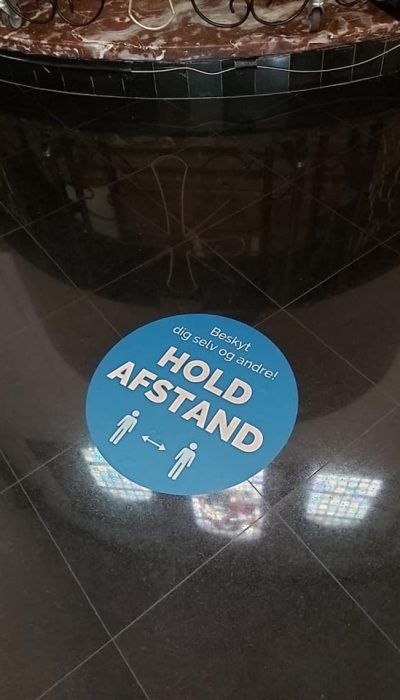 Beskyt
dig selv og andre!
HOLD
AFSTAND